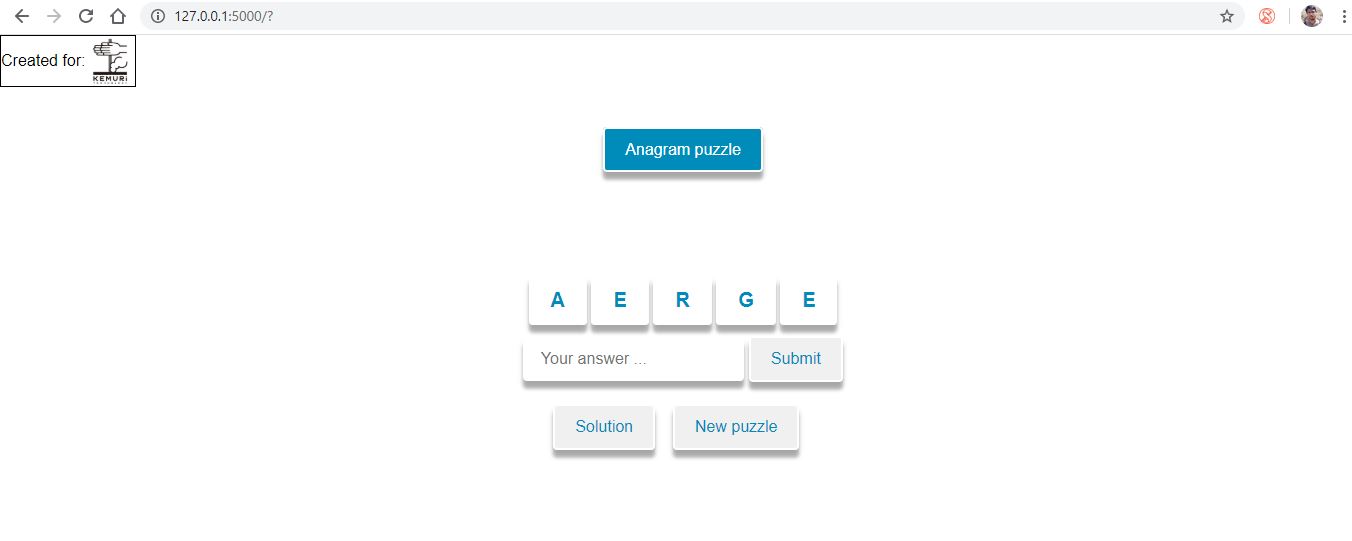 127.0.0.1:5000/?
Created for:
KEMURI
Anagram puzzle
A E R G E
Your answer ... Submit
Solution New puzzle